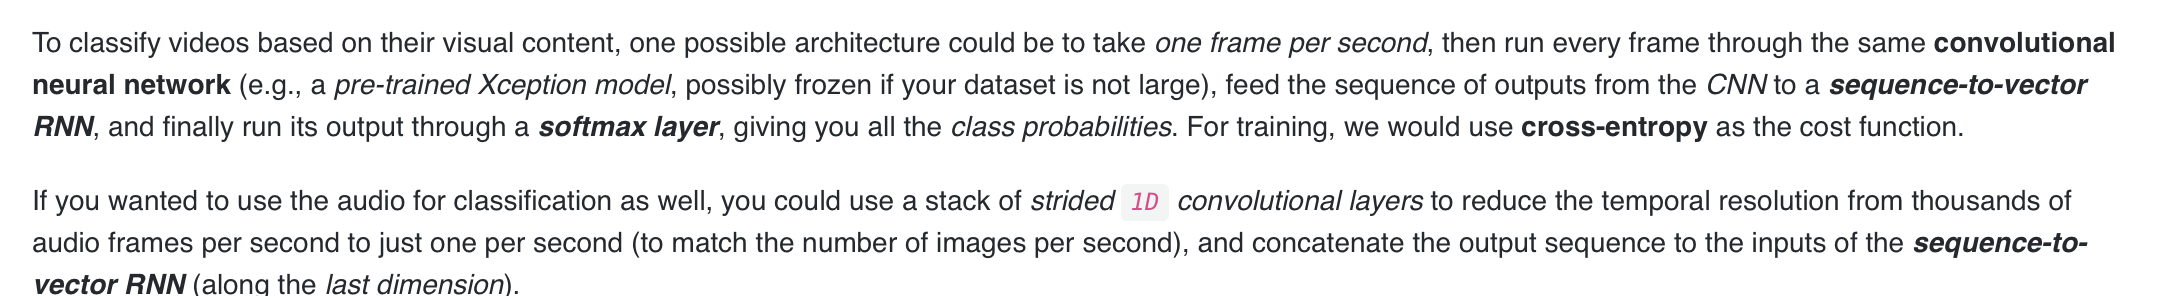 To classify videos based on their visual content, one possible architecture could be to take one frame per second, then run every frame through the same convolutional
neural network (e.g., a pre-trained Xception model, possibly frozen if your dataset is not large), feed the sequence of outputs from the CNN to a sequence-to-vector
RNN, and finally run its output through a softmax layer, giving you all the class probabilities. For training, we would use cross-entropy as the cost function.
If you wanted to use the audio for classification as well, you could use a stack of strided 1D convolutional layers to reduce the temporal resolution from thousands of
audio frames per second to just one per second (to match the number of images per second), and concatenate the output sequence to the inputs of the sequence-to-
vector RNN (along the last dimension).